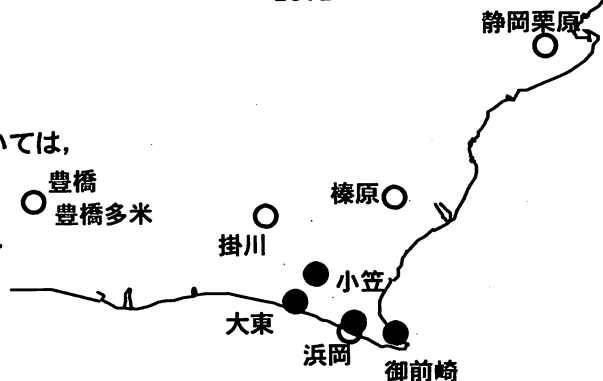 静岡栗原
いては，
豊橋
豊橋多米
榛原
掛川
小笠
大東
浜岡
御前崎